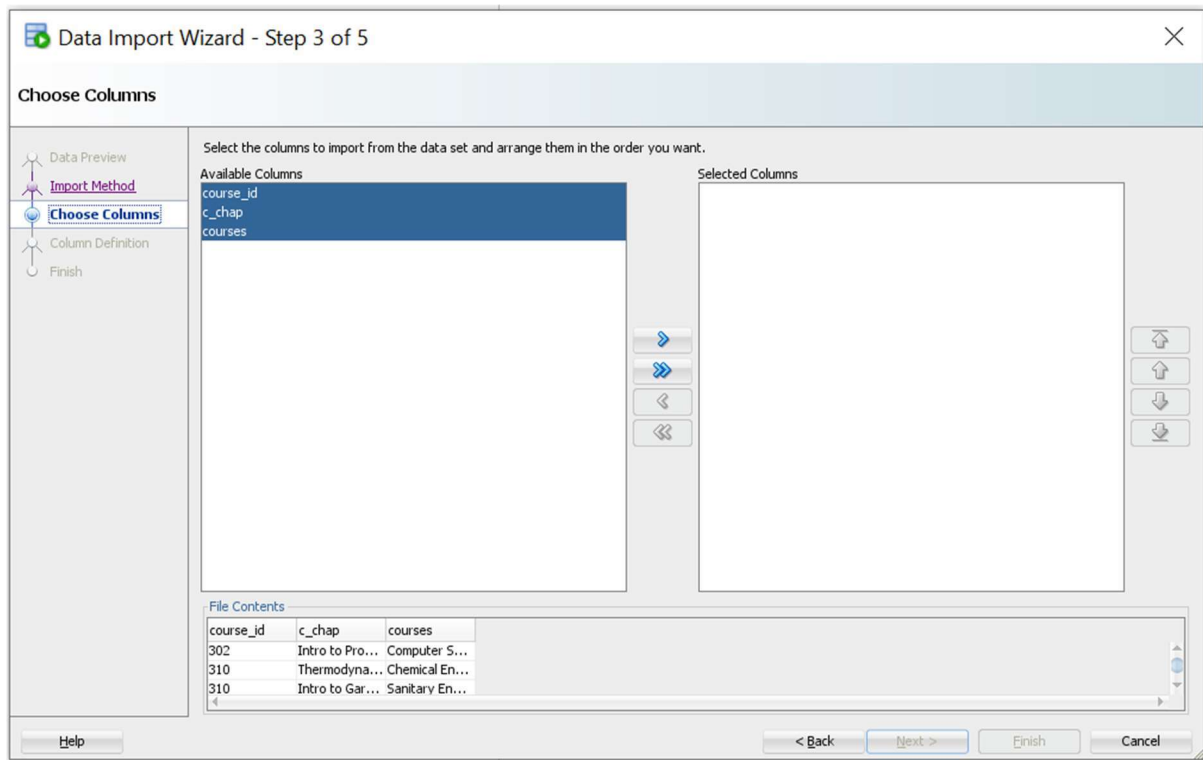 Data Import Wizard - Step 3 of 5
Choose Columns
Data Preview
Import Method
Choose Columns
Column Definition
Finish
Select the columns to import from the data set and arrange them in the order you want.
Available Columns
course_id
c_chap
courses
Selected Columns
File Contents
course_id c_chap courses
302 Intro to Pro... Computer S...
310 Thermodyna... Chemical En...
310 Intro to Gar... Sanitary En...
Help
< Back
Next >
Finish
Cancel